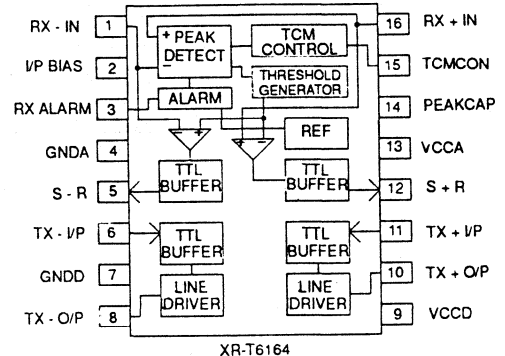 RX - IN 1 16 RX + IN
+ PEAK DETECT -
TCM CONTROL
I/P BIAS 2 15 TCMCON
THRESHOLD GENERATOR
RX ALARM 3 14 PEAKCAP
ALARM
REF
GNDA 4 13 VCCA
- + + -
TTL BUFFER
TTL BUFFER
S - R 5 12 S + R
TX - I/P 6 11 TX + I/P
TTL BUFFER
TTL BUFFER
GNDD 7 10 TX + O/P
LINE DRIVER
LINE DRIVER
TX - O/P 8 9 VCCD
XR-T6164